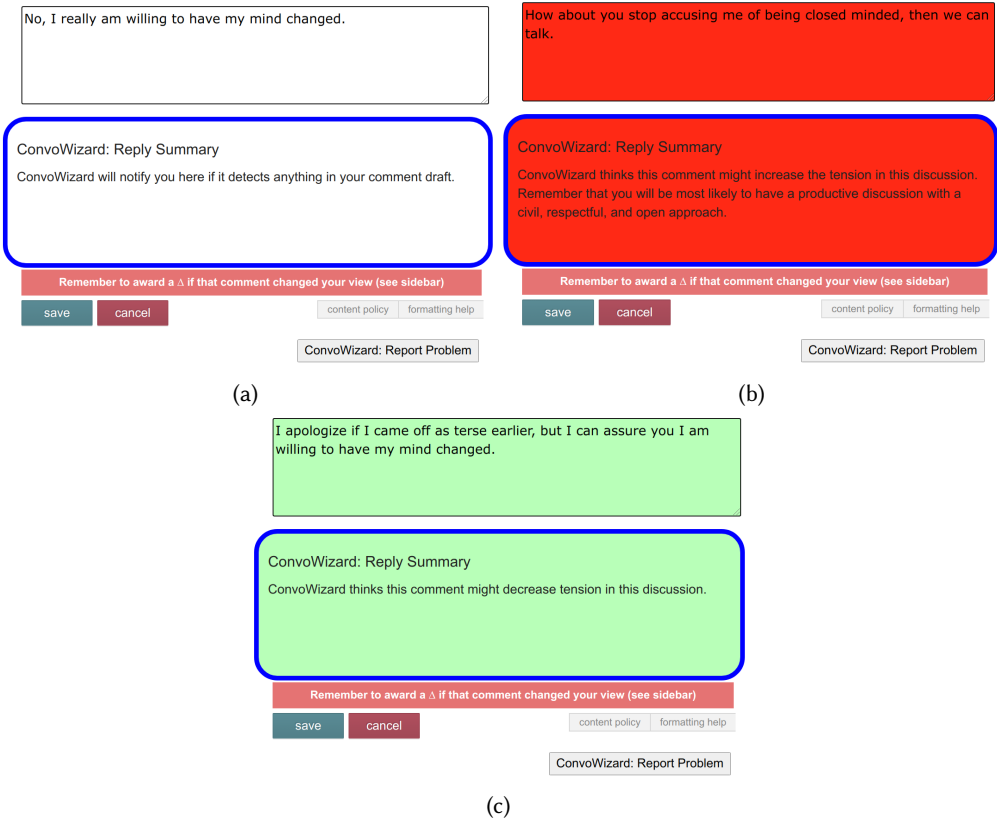 No, I really am willing to have my mind changed.
ConvoWizard: Reply Summary
ConvoWizard will notify you here if it detects anything in your comment draft.
Remember to award a Δ if that comment changed your view (see sidebar)
save cancel content policy formatting help
ConvoWizard: Report Problem
(a)
How about you stop accusing me of being closed minded, then we can
talk.
ConvoWizard: Reply Summary
ConvoWizard thinks this comment might increase the tension in this discussion.
Remember that you will be most likely to have a productive discussion with a
civil, respectful, and open approach.
Remember to award a Δ if that comment changed your view (see sidebar)
save cancel content policy formatting help
ConvoWizard: Report Problem
(b)
I apologize if I came off as terse earlier, but I can assure you I am
willing to have my mind changed.
ConvoWizard: Reply Summary
ConvoWizard thinks this comment might decrease tension in this discussion.
Remember to award a Δ if that comment changed your view (see sidebar)
save cancel content policy formatting help
ConvoWizard: Report Problem
(c)